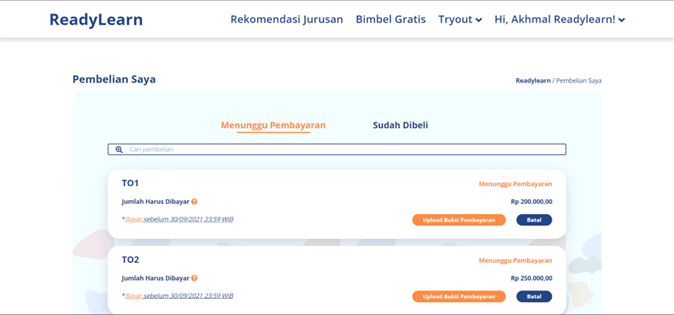 ReadyLearn
Rekomendasi Jurusan Bimbel Gratis Tryout Hi, Akhmal Readylearn!
Pembelian Saya
Readylearn / Pembelian Saya
Menunggu Pembayaran Sudah Dibeli
Cari pembelian
TO1
Menunggu Pembayaran
Jumlah Harus Dibayar ?
Rp 200.000,00
*Bayar sebelum 30/09/2021 23:59 WIB
Upload Bukti Pembayaran Batal
TO2
Menunggu Pembayaran
Jumlah Harus Dibayar ?
Rp 250.000,00
*Bayar sebelum 30/09/2021 23:59 WIB
Upload Bukti Pembayaran Batal